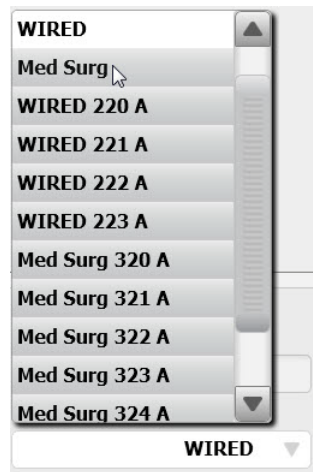 WIRED
Med Surg
WIRED 220 A
WIRED 221 A
WIRED 222 A
WIRED 223 A
Med Surg 320 A
Med Surg 321 A
Med Surg 322 A
Med Surg 323 A
Med Surg 324 A
WIRED